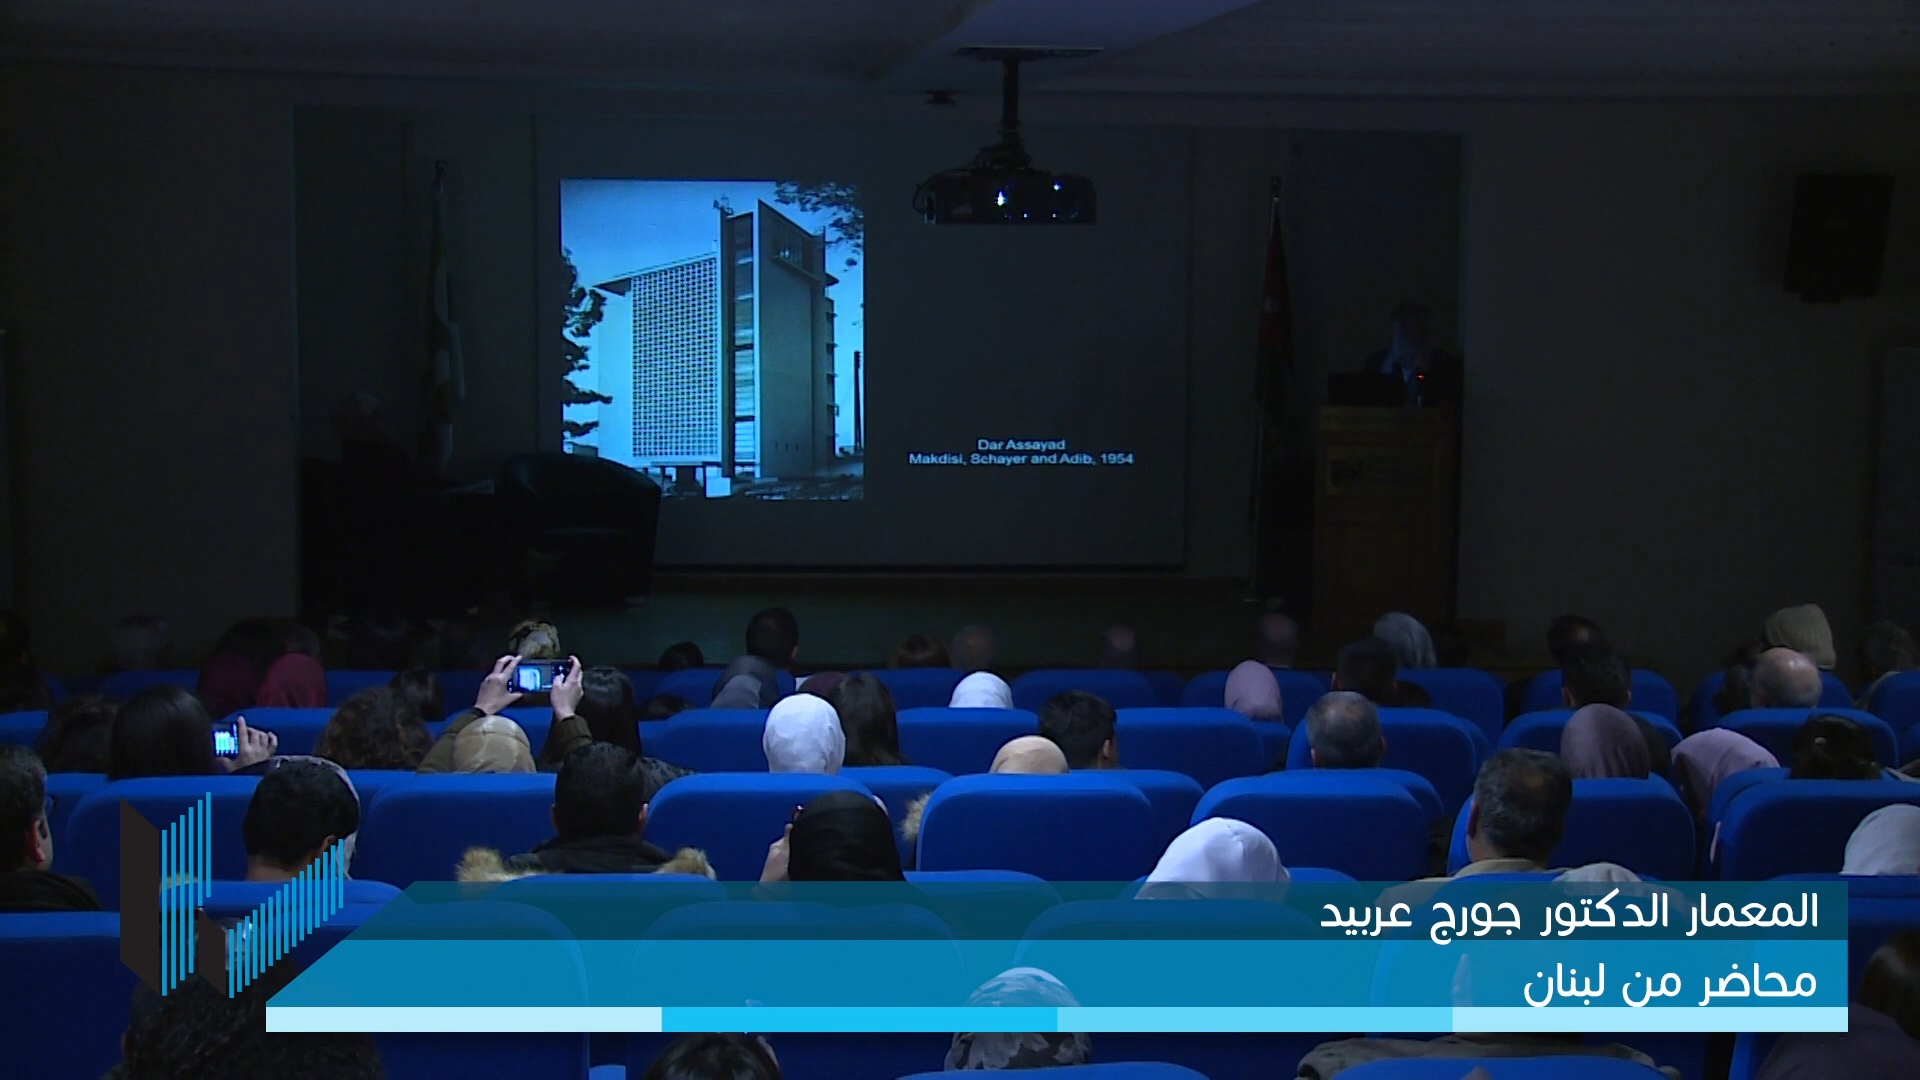 Dar Assayad
Makdisi, Schayer and Adib, 1954
المعمار الدكتور جورج عربيد
محاضر من لبنان